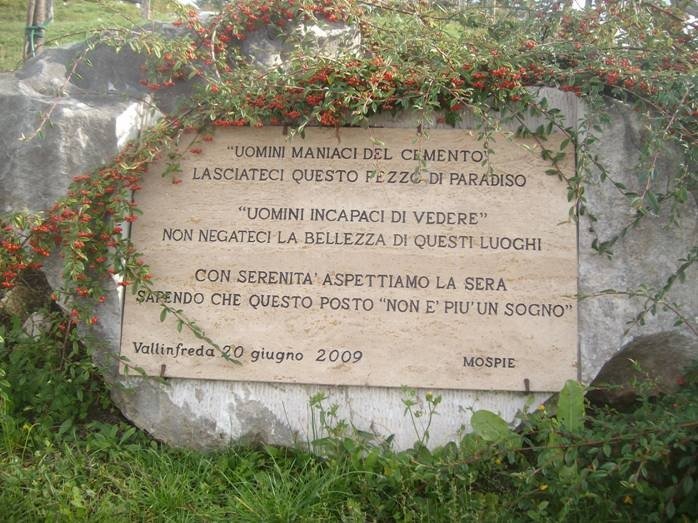 "UOMINI MANIACI DEL CEMENTO"
LASCIATECI QUESTO PEZZO DI PARADISO
"UOMINI INCAPACI DI VEDERE"
NON NEGATECI LA BELLEZZA DI QUESTI LUOGHI
CON SERENITA' ASPETTIAMO LA SERA
SAPENDO CHE QUESTO POSTO "NON E' PIU' UN SOGNO"
Vallinfreda 20 giugno 2009 MOSPIE